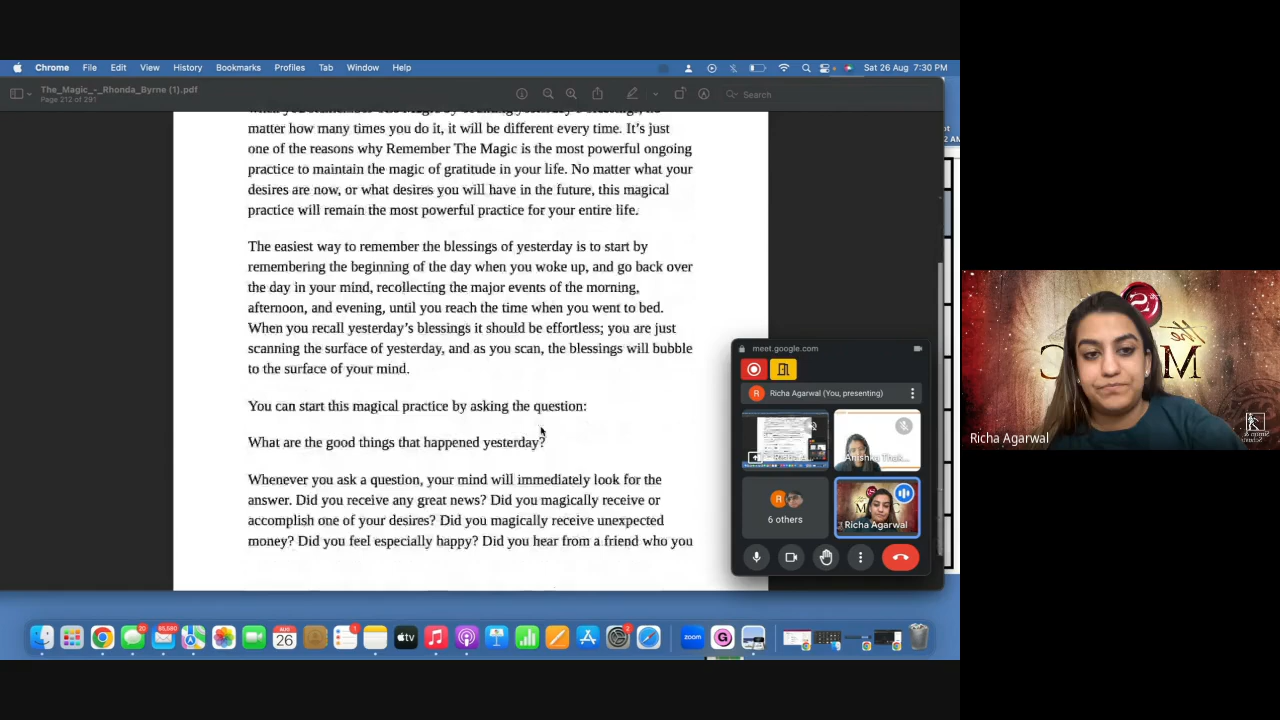 Chrome File Edit View History Bookmarks Profiles Tab Window Help
Sat 26 Aug 7:30 PM
The_Magic_-_Rhonda_Byrne (1).pdf
Page 212 of 291
Search
matter how many times you do it, it will be different every time. It’s just
one of the reasons why Remember The Magic is the most powerful ongoing
practice to maintain the magic of gratitude in your life. No matter what your
desires are now, or what desires you will have in the future, this magical
practice will remain the most powerful practice for your entire life.
The easiest way to remember the blessings of yesterday is to start by
remembering the beginning of the day when you woke up, and go back over
the day in your mind, recollecting the major events of the morning,
afternoon, and evening, until you reach the time when you went to bed.
When you recall yesterday’s blessings it should be effortless; you are just
scanning the surface of yesterday, and as you scan, the blessings will bubble
to the surface of your mind.
You can start this magical practice by asking the question:
What are the good things that happened yesterday?
Whenever you ask a question, your mind will immediately look for the
answer. Did you receive any great news? Did you magically receive or
accomplish one of your desires? Did you magically receive unexpected
money? Did you feel especially happy? Did you hear from a friend who you
meet.google.com
R
Richa Agarwal (You, presenting)
Anishka Thak...
R
6 others
Richa Agarwal
AUG
26
tv
zoom
G
Richa Agarwal